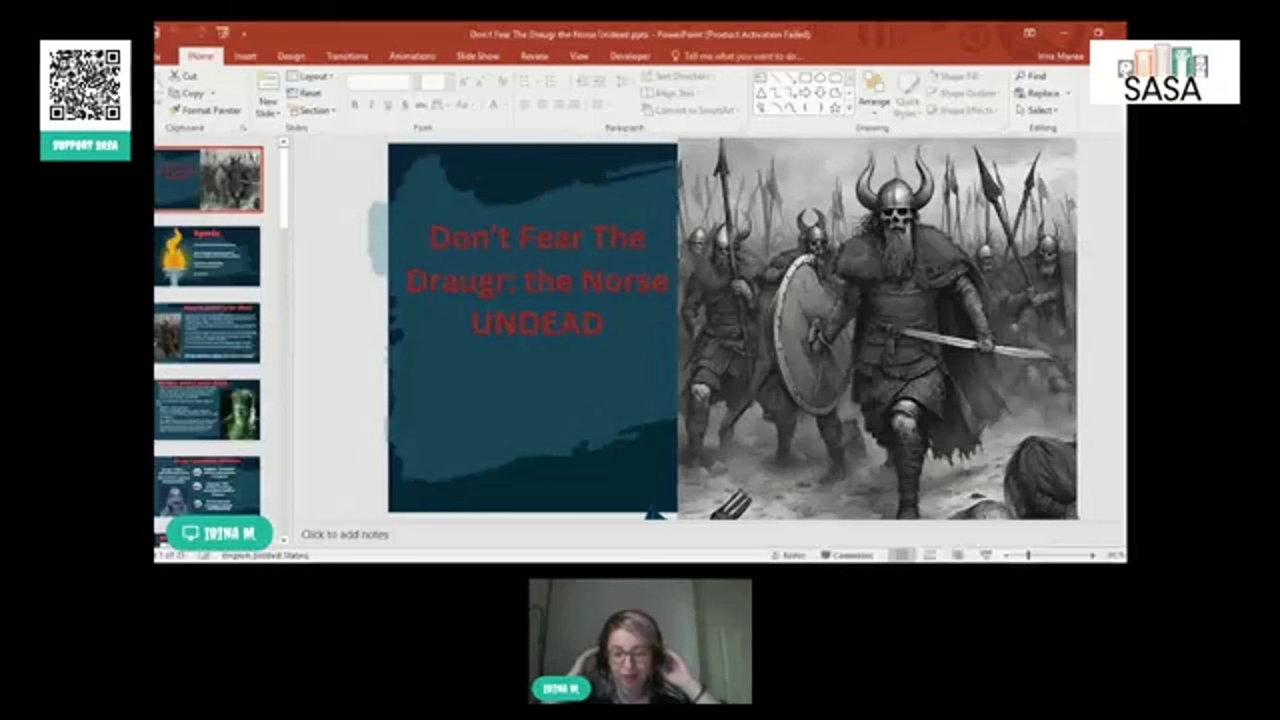 Don't Fear The Draugr the Norse Undead.pptx - PowerPoint (Product Activation Failed)
Home Insert Design Transitions Animations Slide Show Review View Developer Tell me what you want to do...
Irina Manea
SASA
SUPPORT SASA
Cut
Copy
Format Painter
Clipboard
New
Slide
Layout
Reset
Section
Slides
Font
Text Direction
Align Text
Convert to SmartArt
Paragraph
Arrange
Quick
Styles
Shape Fill
Shape Outline
Shape Effects
Drawing
Find
Replace
Select
Editing
Agenda
Don't Fear The
Draugr: the Norse
UNDEAD
IRINA M.
Click to add notes
Notes
Comments
IRINA M.